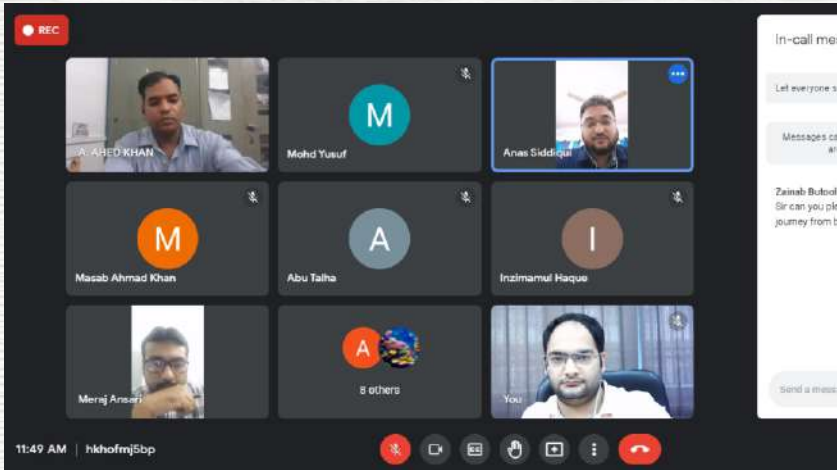 REC
In-call me
Let everyone s
Messages ca
ar
A. AHED KHAN
M
Mohd Yusuf
Anas Siddiqui
Zainab Butool
Sir can you ple
journey from b
M
Masab Ahmad Khan
A
Abu Talha
I
Inzimamul Haque
Meraj Ansari
A
8 others
You
Send a mess
11:49 AM | hkhofmj5bp